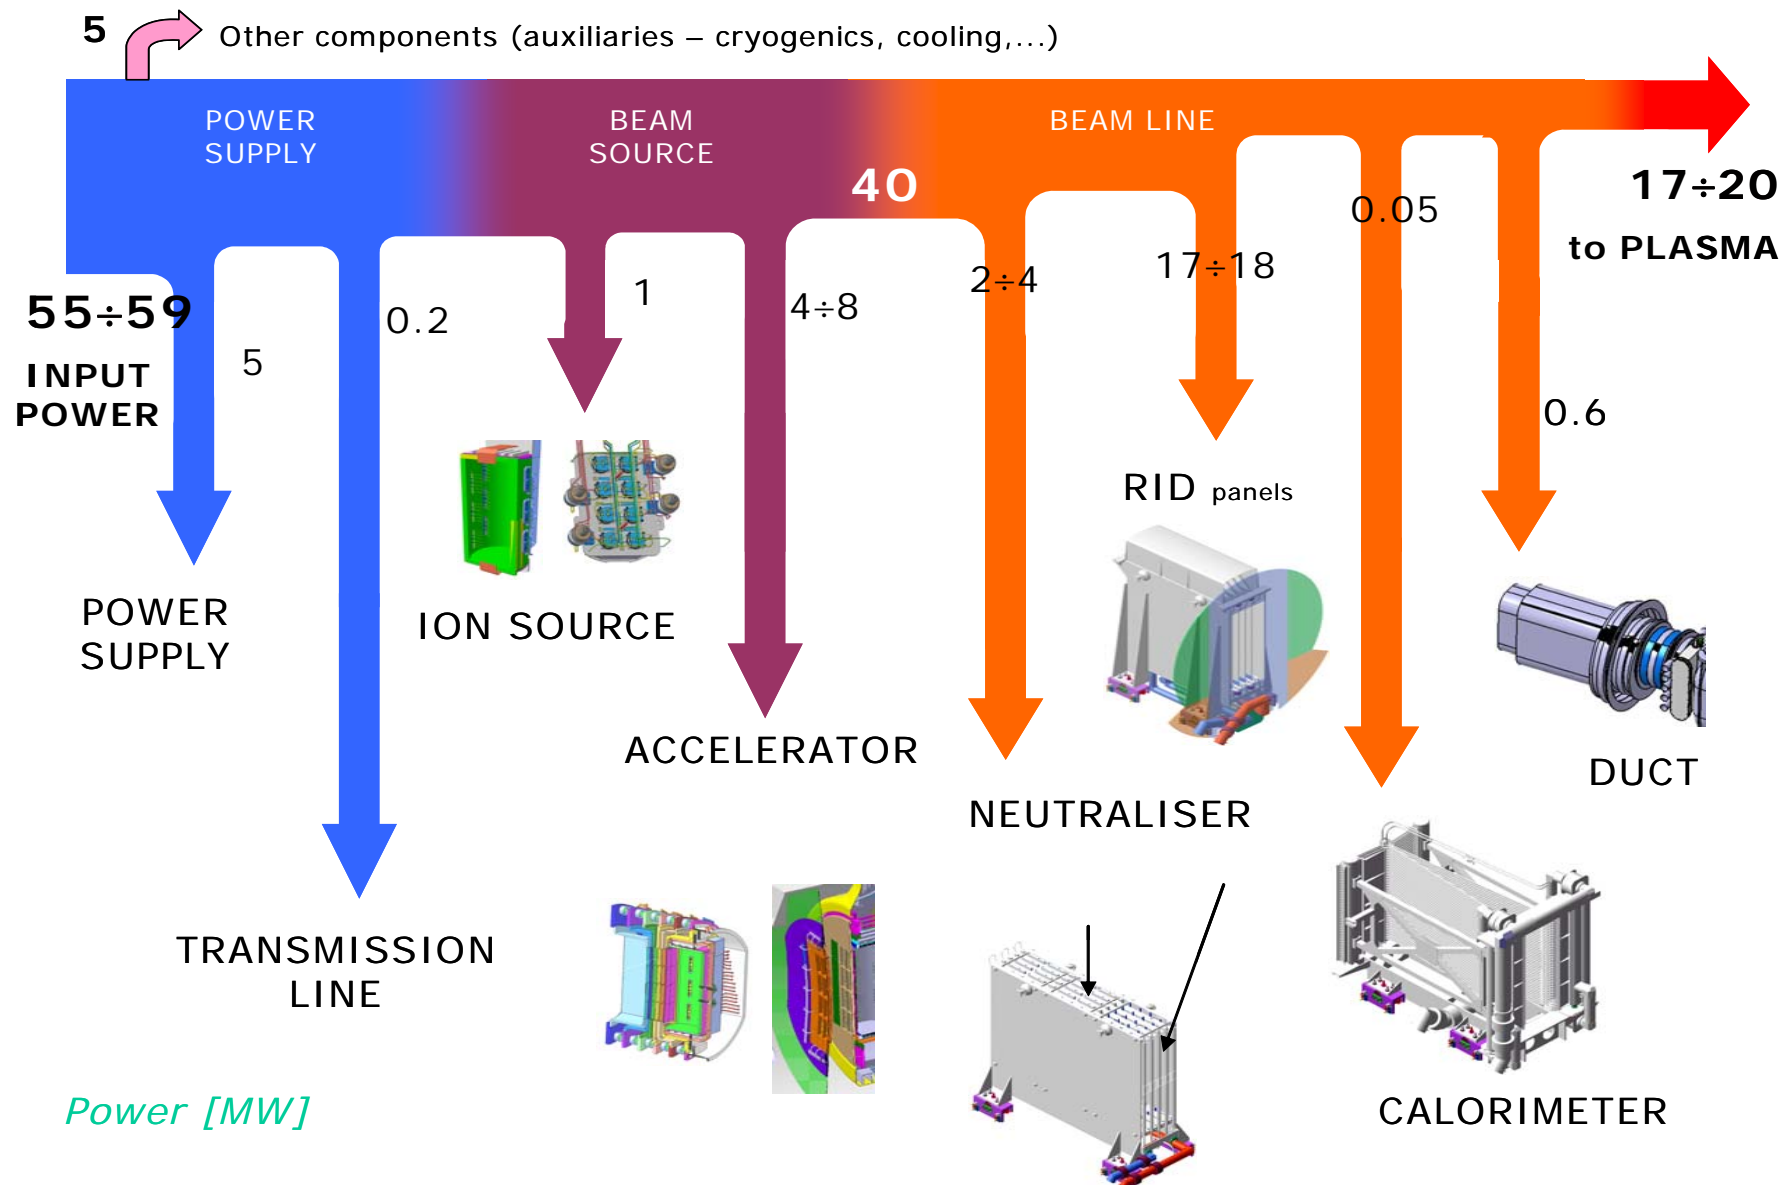 5
Other components (auxiliaries – cryogenics, cooling,...)
POWER
SUPPLY
BEAM
SOURCE
BEAM LINE
40
17÷20
to PLASMA
55÷59
INPUT
POWER
5
0.2
1
4÷8
2÷4
17÷18
0.05
0.6
RID panels
POWER
SUPPLY
ION SOURCE
ACCELERATOR
DUCT
NEUTRALISER
TRANSMISSION
LINE
CALORIMETER
Power [MW]